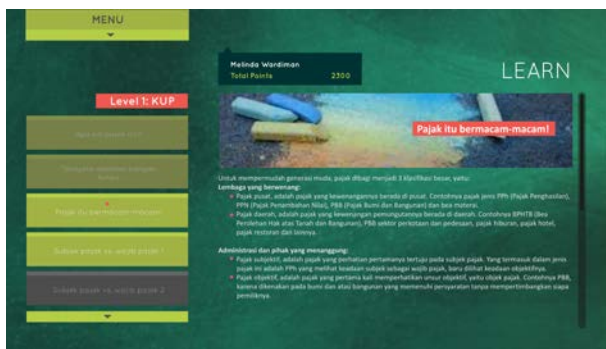 MENU
Melinda Wardiman
Total Points 2300
LEARN
Level 1: KUP
Pajak itu bermacam-macam!
Pajak itu bermacam-macam
Subjek pajak vs. wajib pajak 1
Subjek pajak vs. wajib pajak 2
Untuk mempermudah generasi muda, pajak dibagi menjadi 3 klasifikasi besar, yaitu:
Lembaga yang berwenang:
Pajak pusat, adalah pajak yang kewenangannya berada di pusat. Contohnya pajak jenis PPh (Pajak Penghasilan),
PPN (Pajak Penambahan Nilai), PBB (Pajak Bumi dan Bangunan) dan bea materai.
Pajak daerah, adalah pajak yang kewenangan pemungutannya berada di daerah. Contohnya BPHTB (Bea
Perolehan Hak atas Tanah dan Bangunan), PBB sektor perkotaan dan pedesaan, pajak hiburan, pajak hotel,
pajak restoran dan lainnya.
Administrasi dan pihak yang menanggung:
Pajak subjektif, adalah pajak yang perhatian pertamanya tertuju pada subjek pajak. Yang termasuk dalam jenis
pajak ini adalah PPh yang melihat keadaan subjek sebagai wajib pajak, baru dilihat keadaan objektifnya.
Pajak objektif, adalah pajak yang pertama kali memperhatikan unsur objektif, yaitu objek pajak. Contohnya PBB,
karena dikenakan pada bumi dan atau bangunan yang memenuhi persyaratan tanpa mempertimbangkan siapa
pemiliknya.